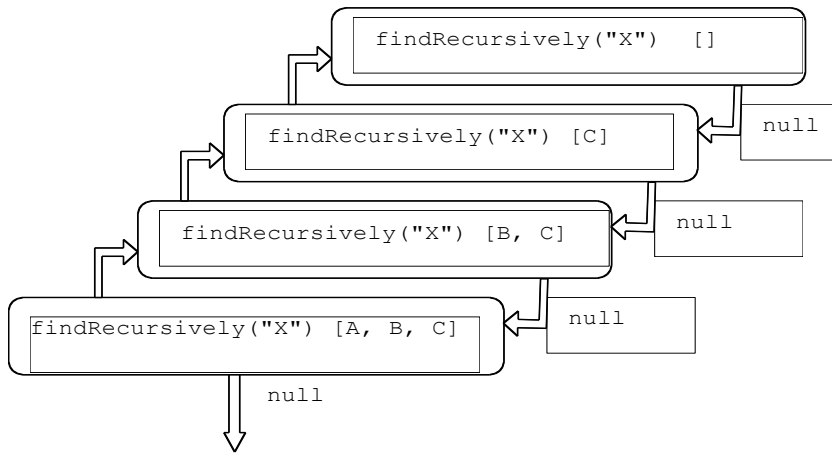 findRecursively("X") []
null
findRecursively("X") [C]
null
findRecursively("X") [B, C]
null
findRecursively("X") [A, B, C]
null